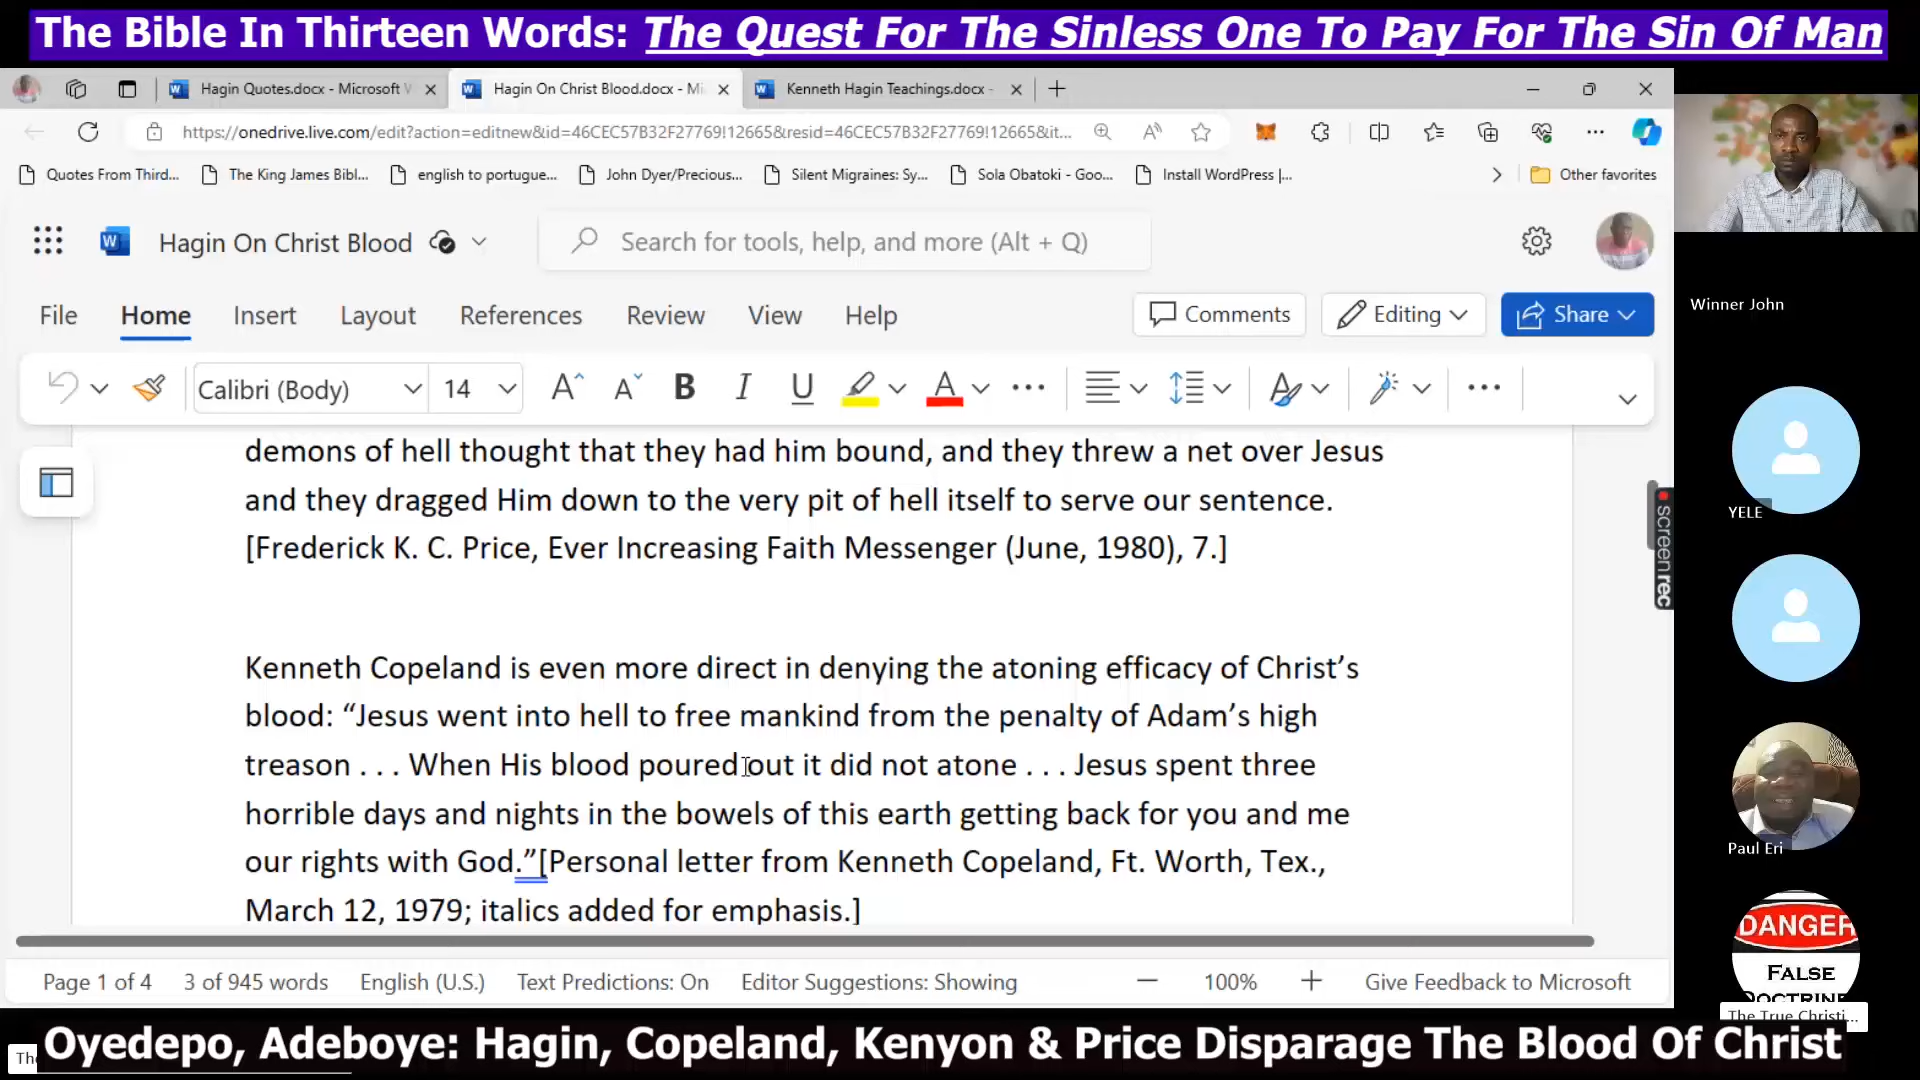 The Bible In Thirteen Words: The Quest For The Sinless One To Pay For The Sin Of Man
Hagin Quotes.docx - Microsoft W
Hagin On Christ Blood.docx - Mi
Kenneth Hagin Teachings.docx -
https://onedrive.live.com/edit?action=editnew&id=46CEC57B32F27769!12665&resid=46CEC57B32F27769!12665&it...
Quotes From Third... The King James Bibl... english to portugue... John Dyer/Precious... Silent Migraines: Sy... Sola Obatoki - Goo... Install WordPress |... Other favorites
Hagin On Christ Blood
Search for tools, help, and more (Alt + Q)
File Home Insert Layout References Review View Help Comments Editing Share
Calibri (Body) 14
demons of hell thought that they had him bound, and they threw a net over Jesus
and they dragged Him down to the very pit of hell itself to serve our sentence.
[Frederick K. C. Price, Ever Increasing Faith Messenger (June, 1980), 7.]
Kenneth Copeland is even more direct in denying the atoning efficacy of Christ’s
blood: “Jesus went into hell to free mankind from the penalty of Adam’s high
treason . . . When His blood poured out it did not atone . . . Jesus spent three
horrible days and nights in the bowels of this earth getting back for you and me
our rights with God.”[Personal letter from Kenneth Copeland, Ft. Worth, Tex.,
March 12, 1979; italics added for emphasis.]
Page 1 of 4 3 of 945 words English (U.S.) Text Predictions: On Editor Suggestions: Showing 100% Give Feedback to Microsoft
screenrec
Winner John
YELE
Paul Eri
DANGER
FALSE
DOCTRINE
The True Christi...
Oyedepo, Adeboye: Hagin, Copeland, Kenyon & Price Disparage The Blood Of Christ